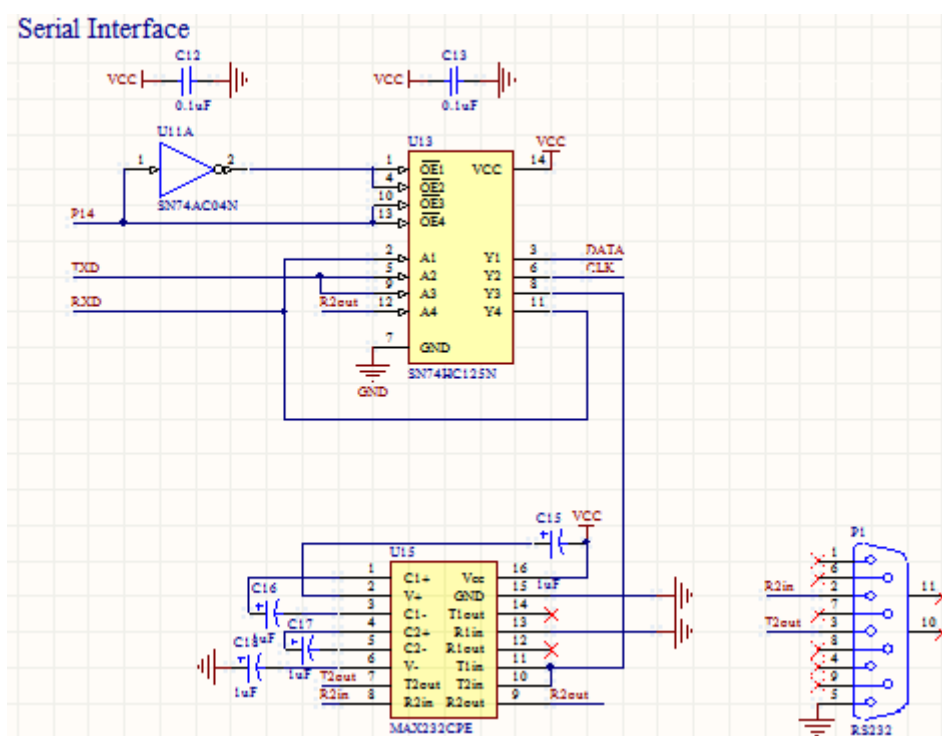 Serial Interface
C12
VCC
0.1uF
C13
VCC
0.1uF
U11A
1
2
SN74AC04N
P14
U13
VCC
1 OE1 VCC 14
4 OE2
10 OE3
13 OE4
2 A1 Y1 3 DATA
TXD 5 A2 Y2 6 CLK
9 A3 Y3 8
RXD R2out 12 A4 Y4 11
7 GND
GND
SN74HC125N
C15
VCC
1uF
U15
1 C1+ Vcc 16
2 V+ GND 15
3 C1- T1out 14
4 C2+ R1in 13
5 C2- R1out 12
6 V- T1in 11
T2out 7 T2out T2in 10
R2in 8 R2in R2out 9 R2out
MAX232CPE
C16
C17
1uF
C18
1uF
P1
1
6
R2in 2 11
7
T2out 3 10
8
4
9
5
RS232